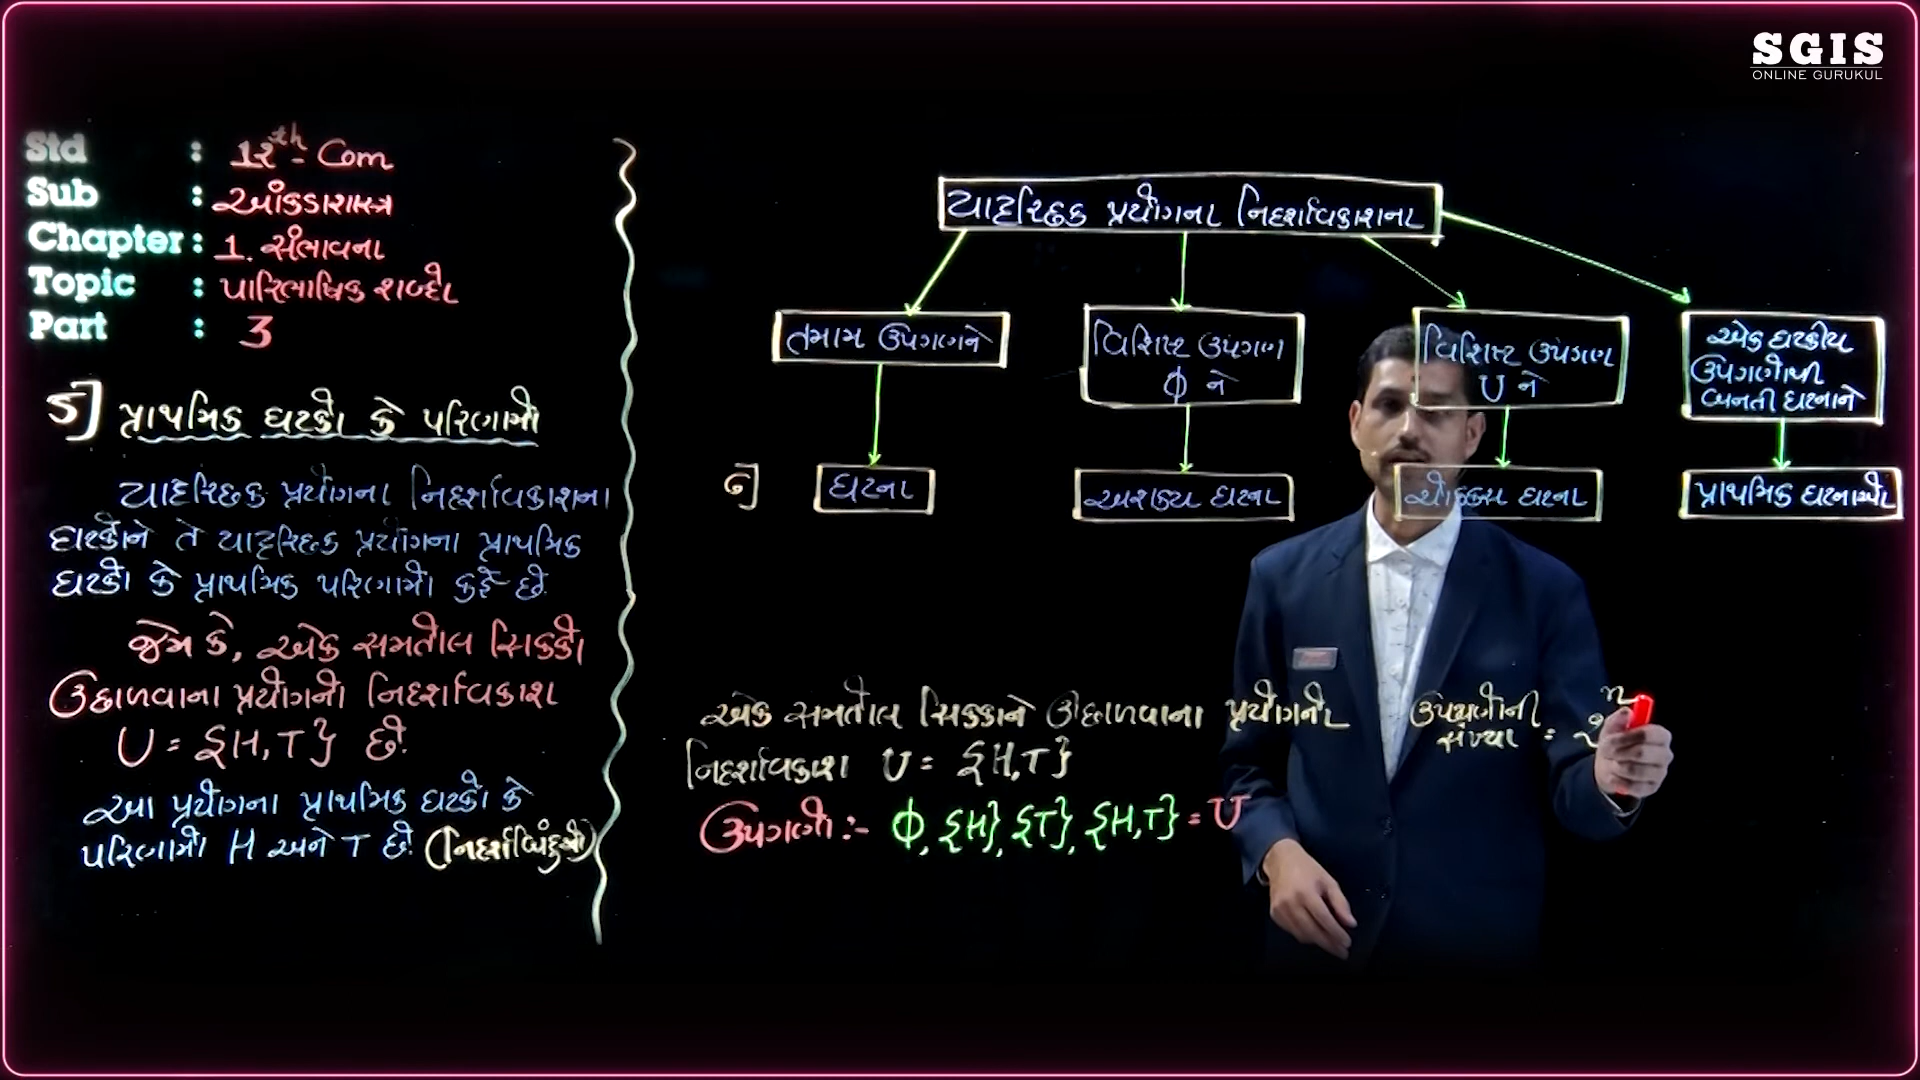 SGIS
ONLINE GURUKUL
Std : 12th - Com
Sub : આંકડાશાસ્ત્ર
Chapter : 1. સંભાવના
Topic : પારિભાષિક શબ્દો
Part : 3
5] પ્રાથમિક ઘટકો કે પરિણામો
યાદૃચ્છિક પ્રયોગના નિદર્શાવકાશના
ઘટકોને તે યાદૃચ્છિક પ્રયોગના પ્રાથમિક
ઘટકો કે પ્રાથમિક પરિણામો કહે છે.
જેમ કે, એક સમતોલ સિક્કો
ઉછાળવાના પ્રયોગનો નિદર્શાવકાશ
U = {H,T} છે.
આ પ્રયોગના પ્રાથમિક ઘટકો કે
પરિણામો H અને T છે. (નિદર્શબિંદુઓ)
યાદૃચ્છિક પ્રયોગના નિદર્શાવકાશના
તમામ ઉપગણને
વિશિષ્ટ ઉપગણ
ϕ ને
વિશિષ્ટ ઉપગણ
U ને
એક ઘટકીય
ઉપગણોથી
બનતી ઘટનાને
ઘટના
અશક્ય ઘટના
ચોક્કસ ઘટના
પ્રાથમિક ઘટનાઓ
એક સમતોલ સિક્કાને ઊછાળવાના પ્રયોગનો
નિદર્શાવકાશ U = {H,T}
ઉપગણો :- ϕ, {H}, {T}, {H,T} = U
ઉપગણોની
સંખ્યા = 2ⁿ